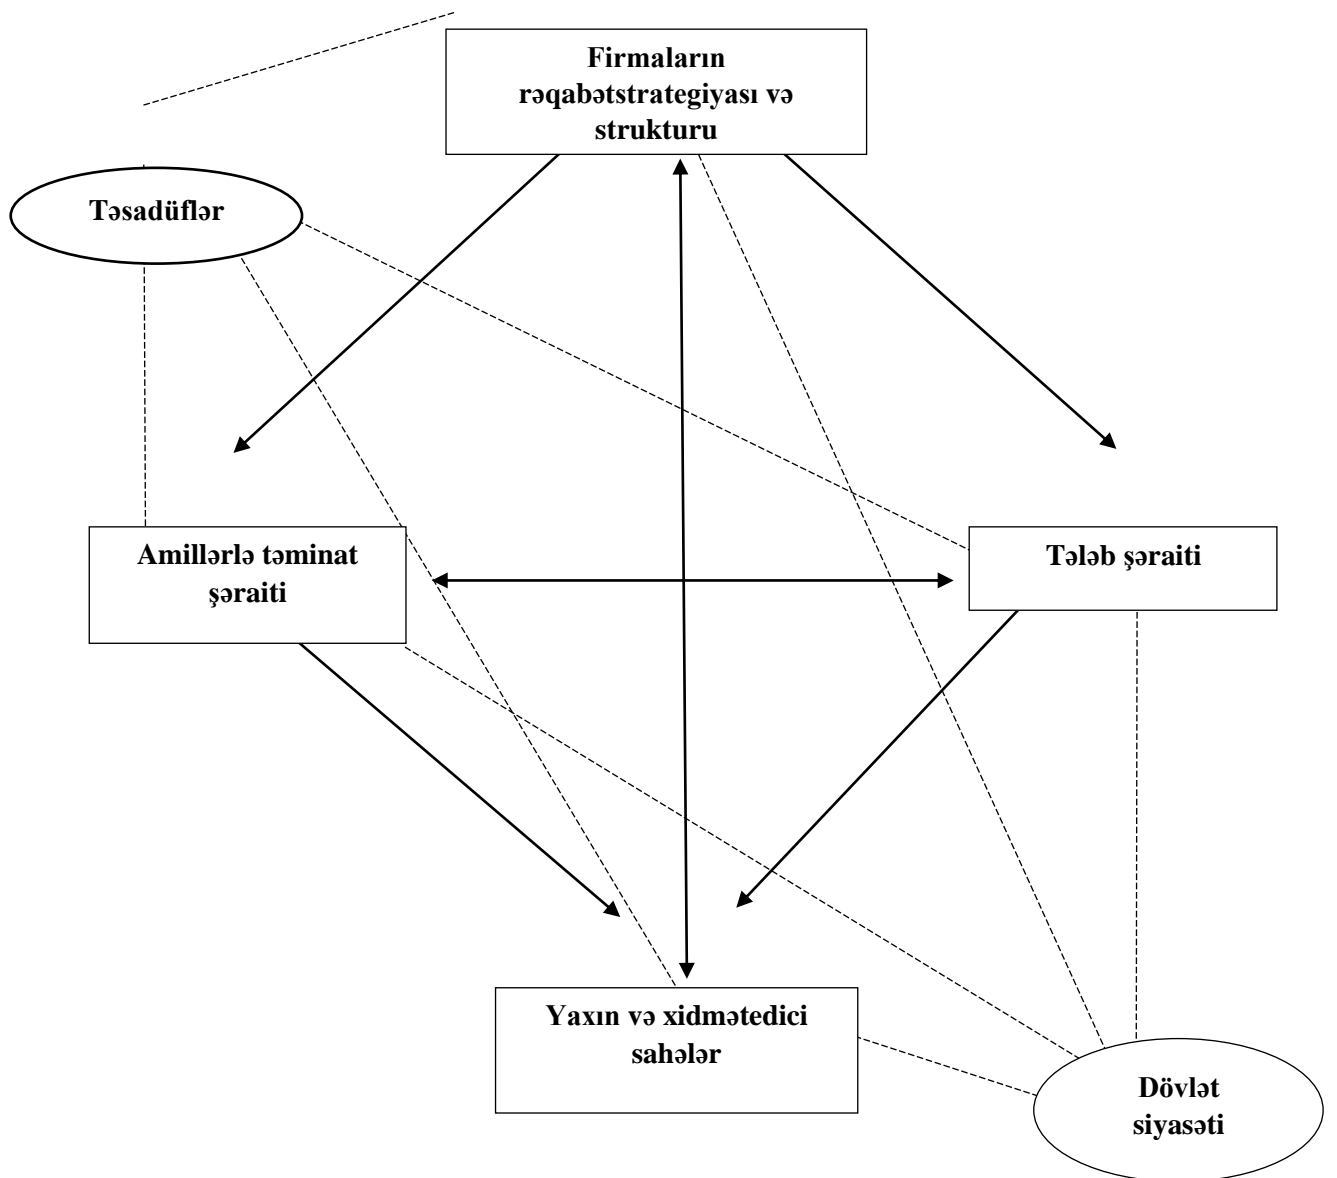 Firmaların
rəqabətstrategiyası və
strukturu
Təsadüflər
Amillərlə təminat
şəraiti
Tələb şəraiti
Yaxın və xidmətedici
sahələr
Dövlət
siyasəti